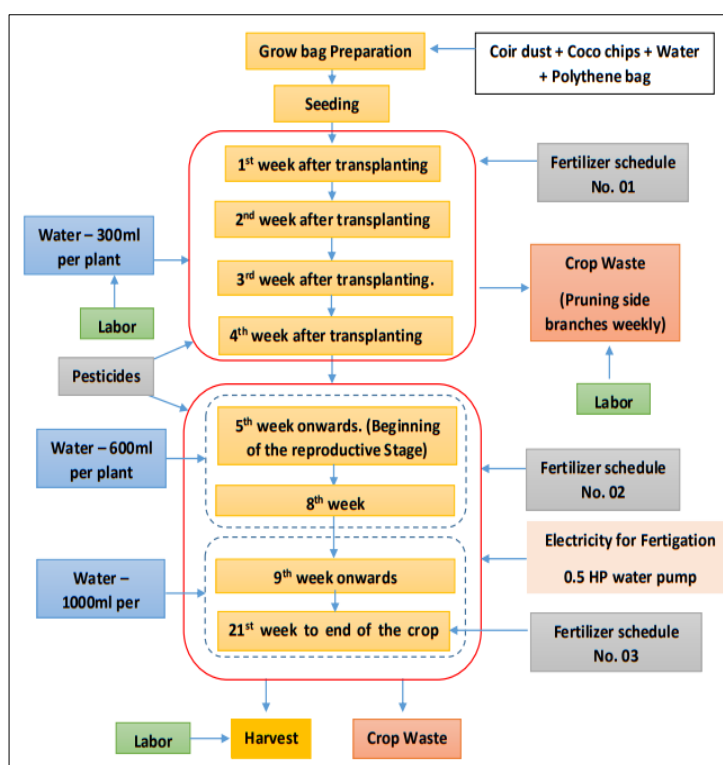 Grow bag Preparation
Coir dust + Coco chips + Water
+ Polythene bag
Seeding
1st week after transplanting
Fertilizer schedule
No. 01
2nd week after transplanting
Water – 300ml
per plant
3rd week after transplanting.
Crop Waste
(Pruning side
branches weekly)
Labor
4th week after transplanting
Pesticides
Labor
5th week onwards. (Beginning
of the reproductive Stage)
Water – 600ml
per plant
Fertilizer schedule
No. 02
8th week
Electricity for Fertigation
0.5 HP water pump
Water –
1000ml per
9th week onwards
21st week to end of the crop
Fertilizer schedule
No. 03
Labor
Harvest
Crop Waste